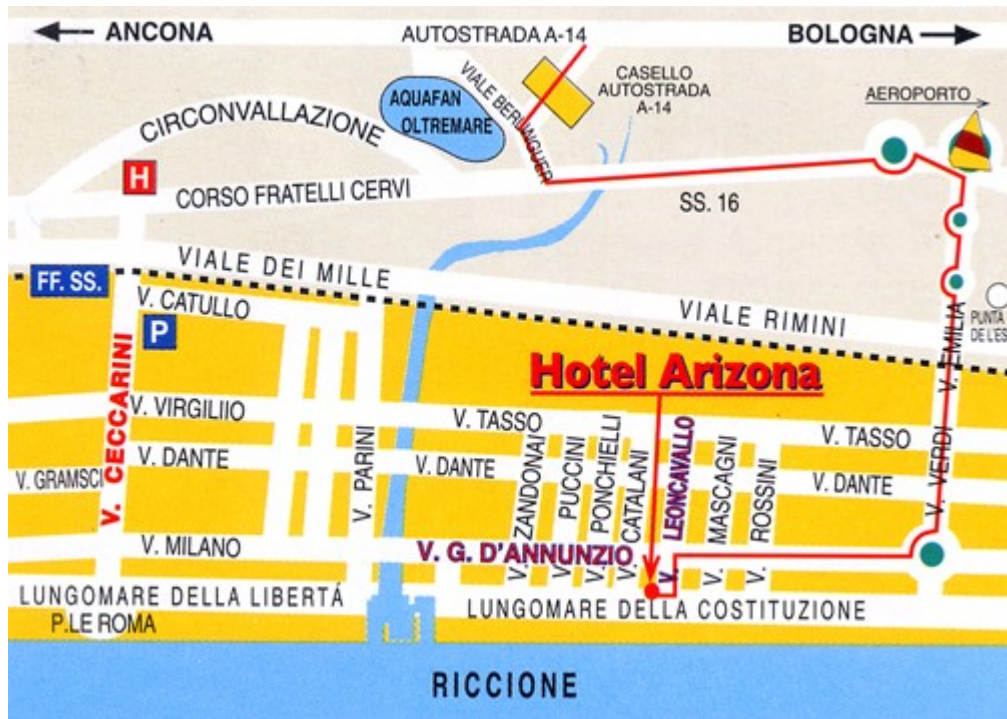 ANCONA
AUTOSTRADA A-14
BOLOGNA
CASELLO
AUTOSTRADA
A-14
AEROPORTO
VIALE BERLINGUER
AQUAFAN
OLTREMARE
CIRCONVALLAZIONE
H
CORSO FRATELLI CERVI
SS. 16
VIALE DEI MILLE
FF. SS.
V. CATULLO
P
VIALE RIMINI
PUNTA
DE L'ES
V. EMILIA
Hotel Arizona
V. CECCARINI
V. VIRGILIIO
V. TASSO
V. TASSO
V. GRAMSCI
V. DANTE
V. PARINI
V. DANTE
V. ZANDONAI
V. PUCCINI
V. PONCHIELLI
V. CATALANI
V. LEONCAVALLO
V. MASCAGNI
V. ROSSINI
V. DANTE
V. VERDI
V. MILANO
V. G. D'ANNUNZIO
LUNGOMARE DELLA LIBERTÁ
LUNGOMARE DELLA COSTITUZIONE
P.LE ROMA
RICCIONE